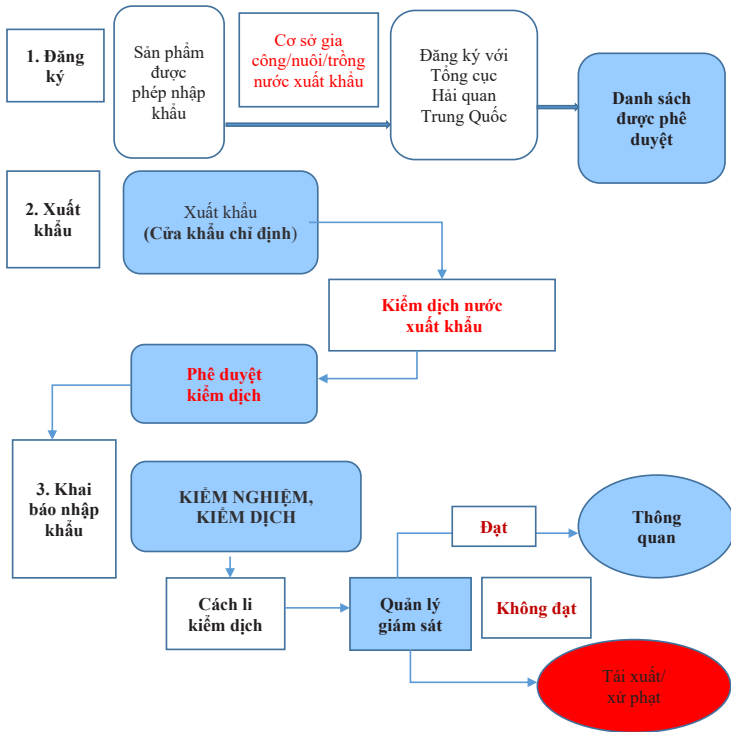 1. Đăng
ký
Sản phẩm
được
phép nhập
khẩu
Cơ sở gia
công/nuôi/trồng
nước xuất khẩu
Đăng ký với
Tổng cục
Hải quan
Trung Quốc
Danh sách
được phê
duyệt
2. Xuất
khẩu
Xuất khẩu
(Cửa khẩu chỉ định)
Kiểm dịch nước
xuất khẩu
Phê duyệt
kiểm dịch
3. Khai
báo nhập
khẩu
KIỂM NGHIỆM,
KIỂM DỊCH
Cách li
kiểm dịch
Quản lý
giám sát
Đạt
Thông
quan
Không đạt
Tái xuất/
xử phạt